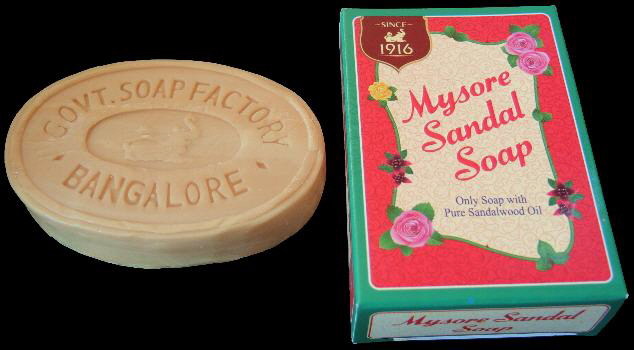 GOVT. SOAP FACTORY
BANGALORE
SINCE
1916
Mysore
Sandal
Soap
Only Soap with
Pure Sandalwood Oil
Mysore Sandal
Soap